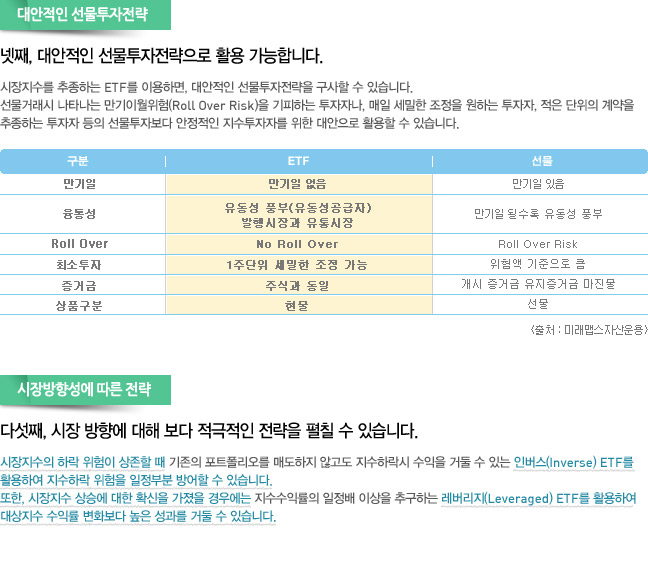 대안적인 선물투자전략
넷째, 대안적인 선물투자전략으로 활용 가능합니다.
시장지수를 추종하는 ETF를 이용하면, 대안적인 선물투자전략을 구사할 수 있습니다.
선물거래시 나타나는 만기이월위험(Roll Over Risk)을 기피하는 투자자나, 매일 세밀한 조정을 원하는 투자자, 적은 단위의 계약을
추종하는 투자자 등의 선물투자보다 안정적인 지수투자자를 위한 대안으로 활용할 수 있습니다.
구분 ETF 선물
만기일 만기일 없음 만기일 있음
융통성 유동성 풍부(유동성공급자) 발행시장과 유통시장 만기일 될수록 유동성 풍부
Roll Over No Roll Over Roll Over Risk
최소투자 1주단위 세밀한 조정 가능 위험액 기준으로 큼
증거금 주식과 동일 개시 증거금 유지증거금 마진물
상품구분 현물 선물
<출처 : 미래맵스자산운용>
시장방향성에 따른 전략
다섯째, 시장 방향에 대해 보다 적극적인 전략을 펼칠 수 있습니다.
시장지수의 하락 위험이 상존할 때 기존의 포트폴리오를 매도하지 않고도 지수하락시 수익을 거둘 수 있는 인버스(Inverse) ETF를
활용하여 지수하락 위험을 일정부분 방어할 수 있습니다.
또한, 시장지수 상승에 대한 확신을 가졌을 경우에는 지수수익률의 일정배 이상을 추구하는 레버리지(Leveraged) ETF를 활용하여
대상지수 수익률 변화보다 높은 성과를 거둘 수 있습니다.